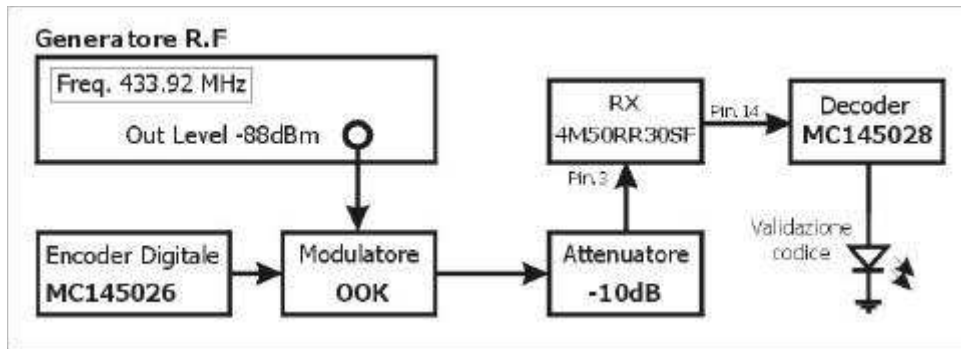 Generatore R.F
Freq. 433.92 MHz
Out Level -88dBm
RX
4M50RR30SF
Pin. 14
Decoder
MC145028
Pin.3
Encoder Digitale
MC145026
Modulatore
OOK
Attenuatore
-10dB
Validazione
codice